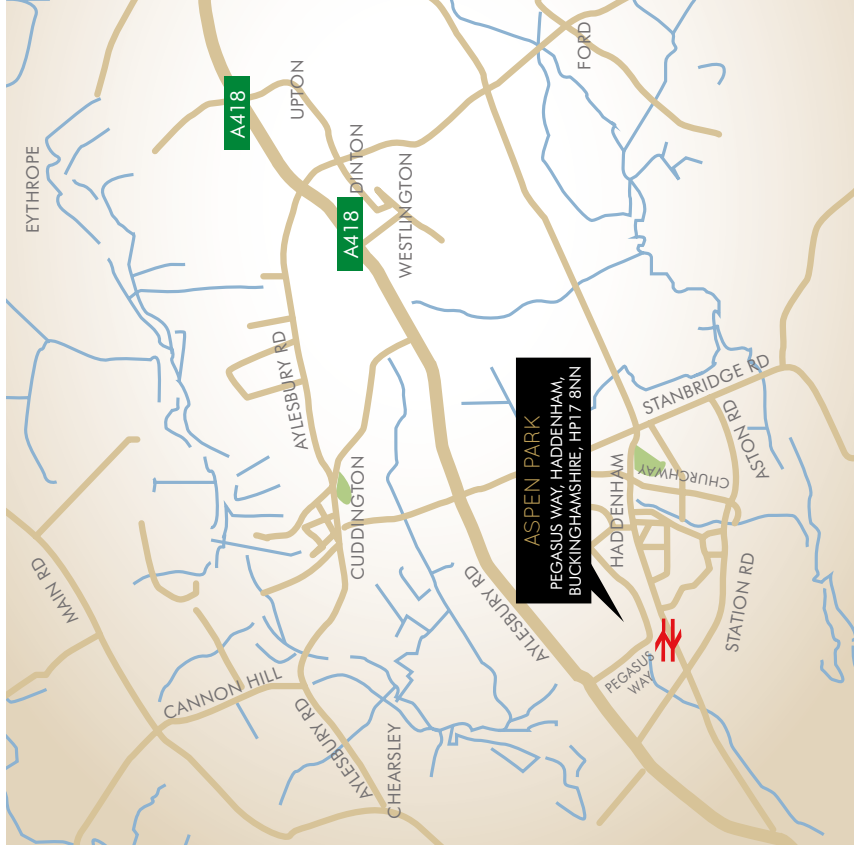 EYTHROPE
A418
UPTON
FORD
DINTON
A418
WESTLINGTON
AYLESBURY RD
STANBRIDGE RD
ASPEN PARK
PEGASUS WAY, HADDENHAM,
BUCKINGHAMSHIRE, HP17 8NN
ASTON RD
CHURCHWAY
HADDENHAM
CUDDINGTON
MAIN RD
AYLESBURY RD
STATION RD
PEGASUS
WAY
CANNON HILL
AYLESBURY RD
CHEARSLEY